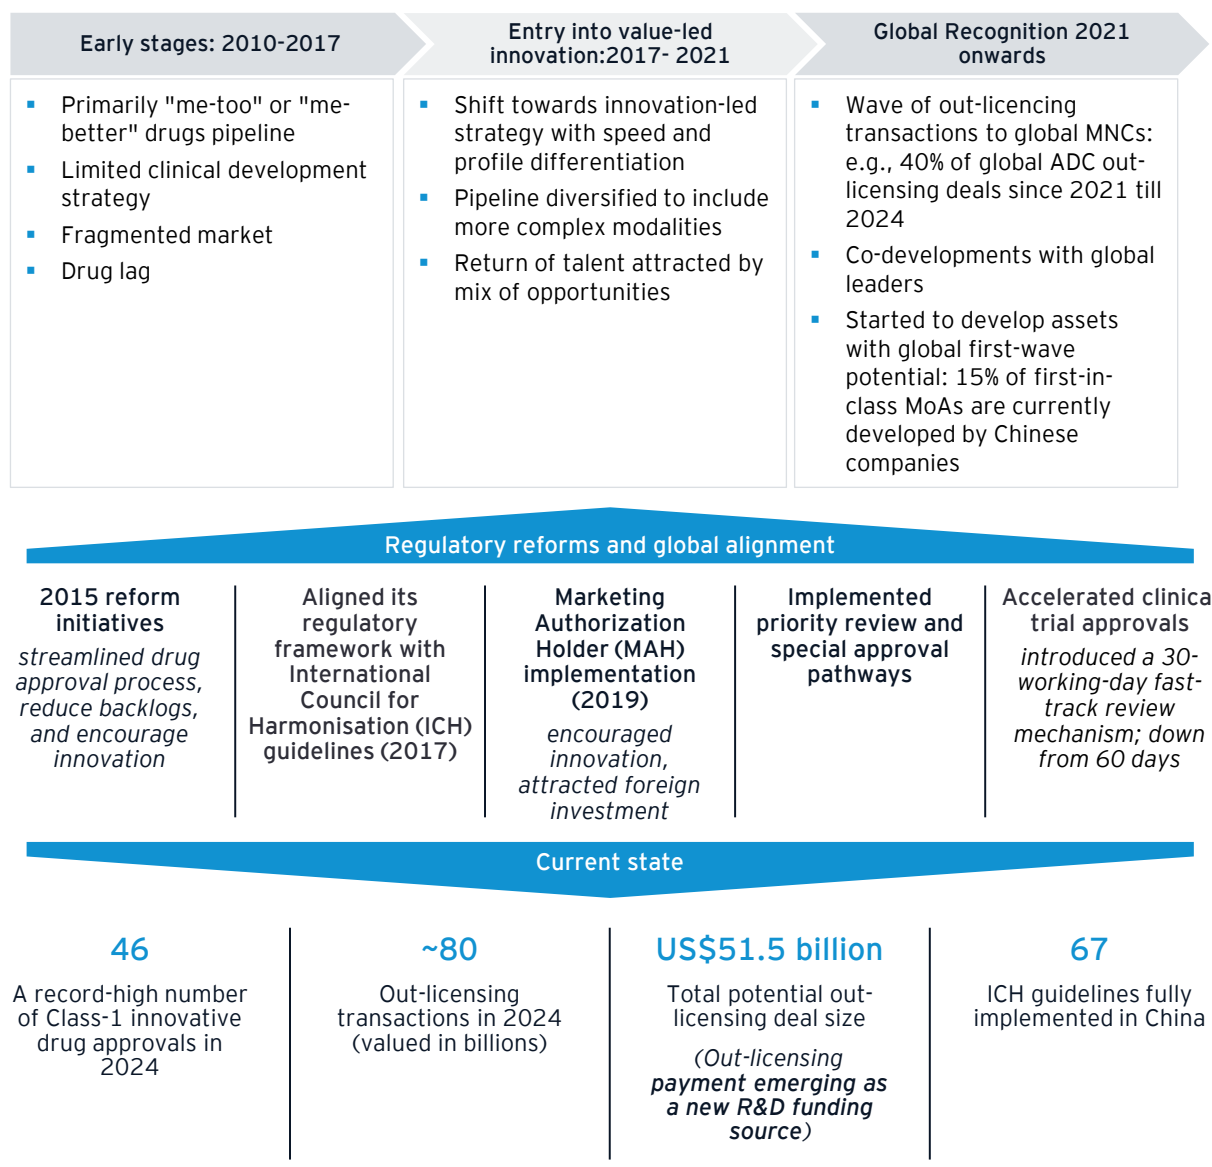 Early stages: 2010-2017
Entry into value-led
innovation:2017- 2021
Global Recognition 2021
onwards
▪ Primarily "me-too" or "me-
better" drugs pipeline
▪ Limited clinical development
strategy
▪ Fragmented market
▪ Drug lag
▪ Shift towards innovation-led
strategy with speed and
profile differentiation
▪ Pipeline diversified to include
more complex modalities
▪ Return of talent attracted by
mix of opportunities
▪ Wave of out-licencing
transactions to global MNCs:
e.g., 40% of global ADC out-
licensing deals since 2021 till
2024
▪ Co-developments with global
leaders
▪ Started to develop assets
with global first-wave
potential: 15% of first-in-
class MoAs are currently
developed by Chinese
companies
Regulatory reforms and global alignment
2015 reform
initiatives
streamlined drug
approval process,
reduce backlogs,
and encourage
innovation
Aligned its
regulatory
framework with
International
Council for
Harmonisation (ICH)
guidelines (2017)
Marketing
Authorization
Holder (MAH)
implementation
(2019)
encouraged
innovation,
attracted foreign
investment
Implemented
priority review and
special approval
pathways
Accelerated clinica
trial approvals
introduced a 30-
working-day fast-
track review
mechanism; down
from 60 days
Current state
46
A record-high number
of Class-1 innovative
drug approvals in
2024
~80
Out-licensing
transactions in 2024
(valued in billions)
US$51.5 billion
Total potential out-
licensing deal size
(Out-licensing
payment emerging as
a new R&D funding
source)
67
ICH guidelines fully
implemented in China